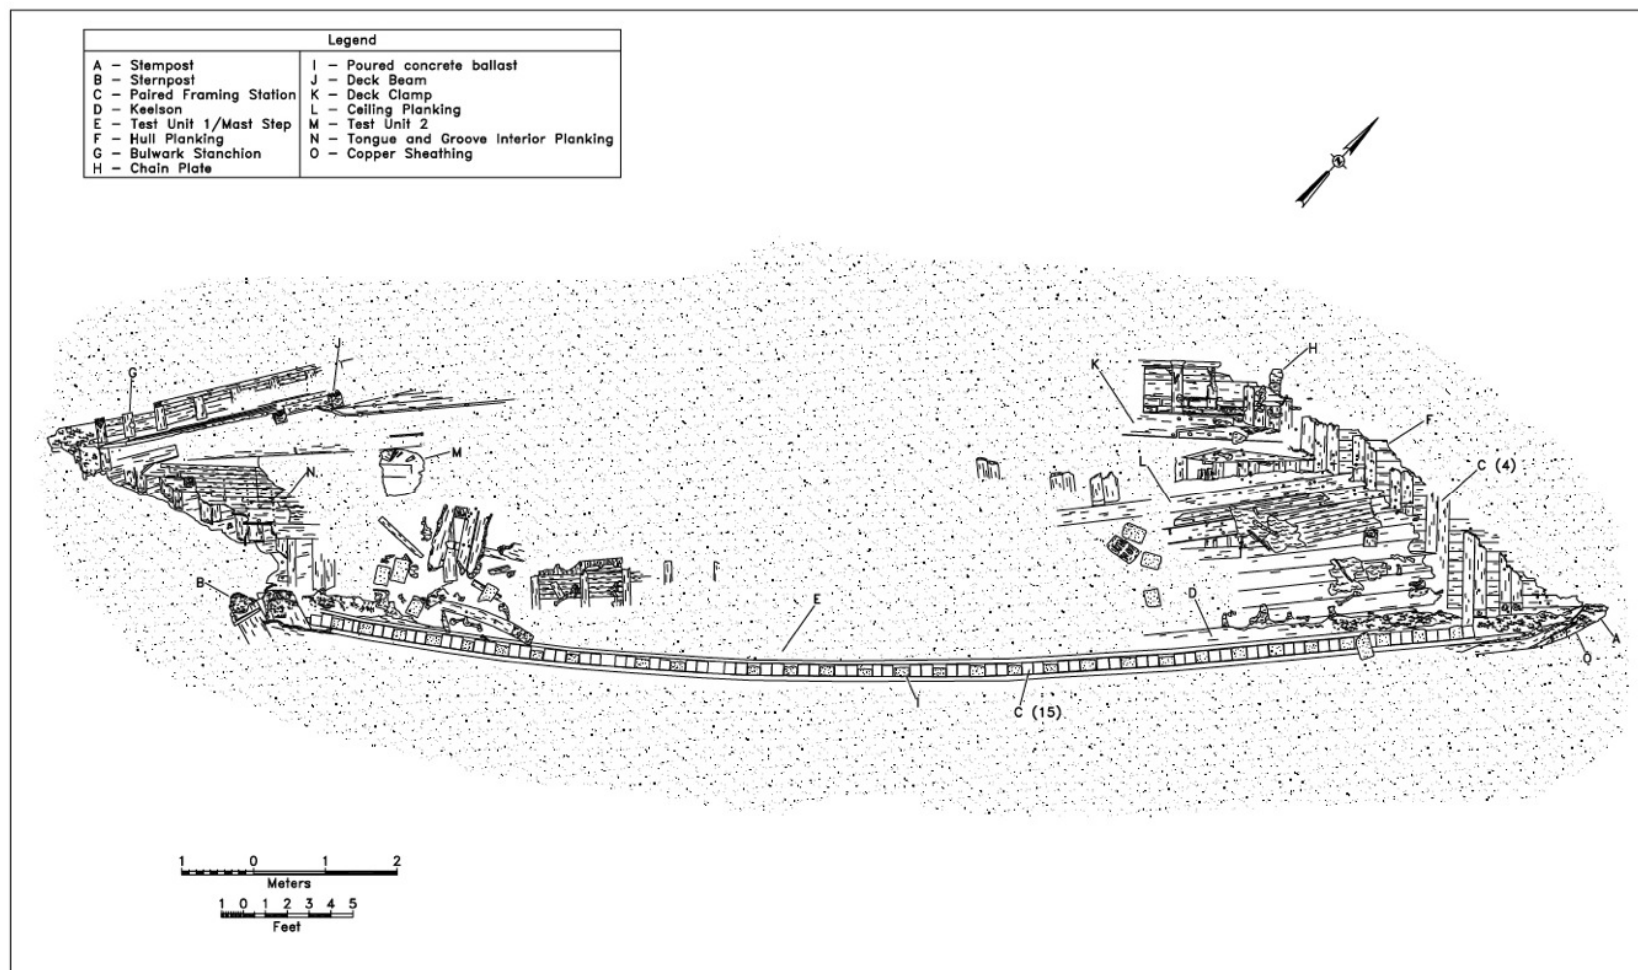 Legend
A – Stempost
B – Sternpost
C – Paired Framing Station
D – Keelson
E – Test Unit 1/Mast Step
F – Hull Planking
G – Bulwark Stanchion
H – Chain Plate
I – Poured concrete ballast
J – Deck Beam
K – Deck Clamp
L – Ceiling Planking
M – Test Unit 2
N – Tongue and Groove Interior Planking
O – Copper Sheathing
J
H
G
K
F
M
L
C (4)
N
B
D
E
A
O
I
C (15)
1 0 1 2
Meters
1 0 1 2 3 4 5
Feet